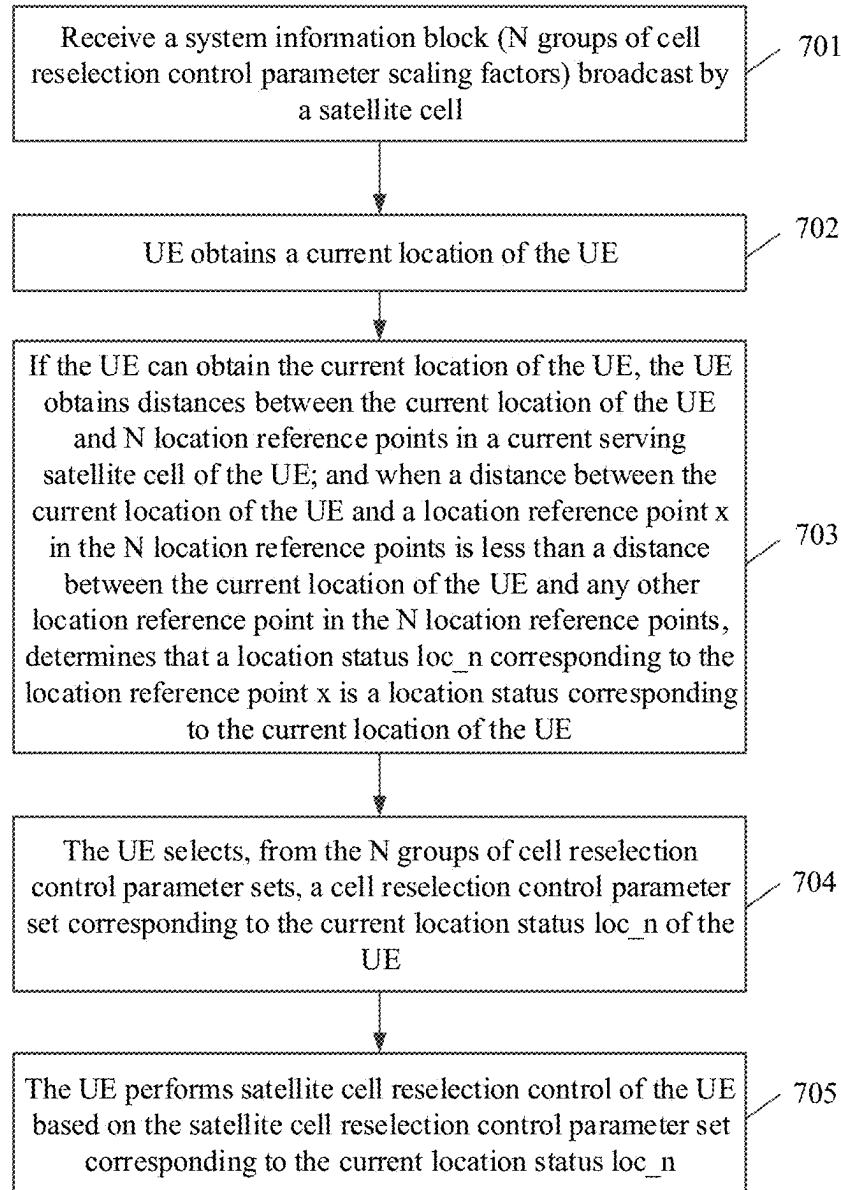 Receive a system information block (N groups of cell
reselection control parameter scaling factors) broadcast by
a satellite cell
701
UE obtains a current location of the UE
702
If the UE can obtain the current location of the UE, the UE
obtains distances between the current location of the UE
and N location reference points in a current serving
satellite cell of the UE; and when a distance between the
current location of the UE and a location reference point x
in the N location reference points is less than a distance
between the current location of the UE and any other
location reference point in the N location reference points,
determines that a location status loc_n corresponding to the
location reference point x is a location status corresponding
to the current location of the UE
703
The UE selects, from the N groups of cell reselection
control parameter sets, a cell reselection control parameter
set corresponding to the current location status loc_n of the
UE
704
The UE performs satellite cell reselection control of the UE
based on the satellite cell reselection control parameter set
corresponding to the current location status loc_n
705